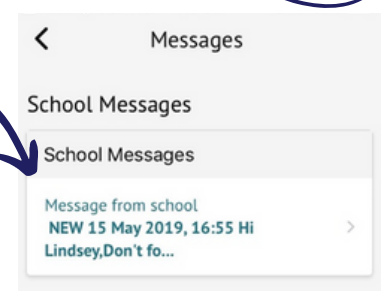 Messages
School Messages
School Messages
Message from school
NEW 15 May 2019, 16:55 Hi
Lindsey,Don't fo...